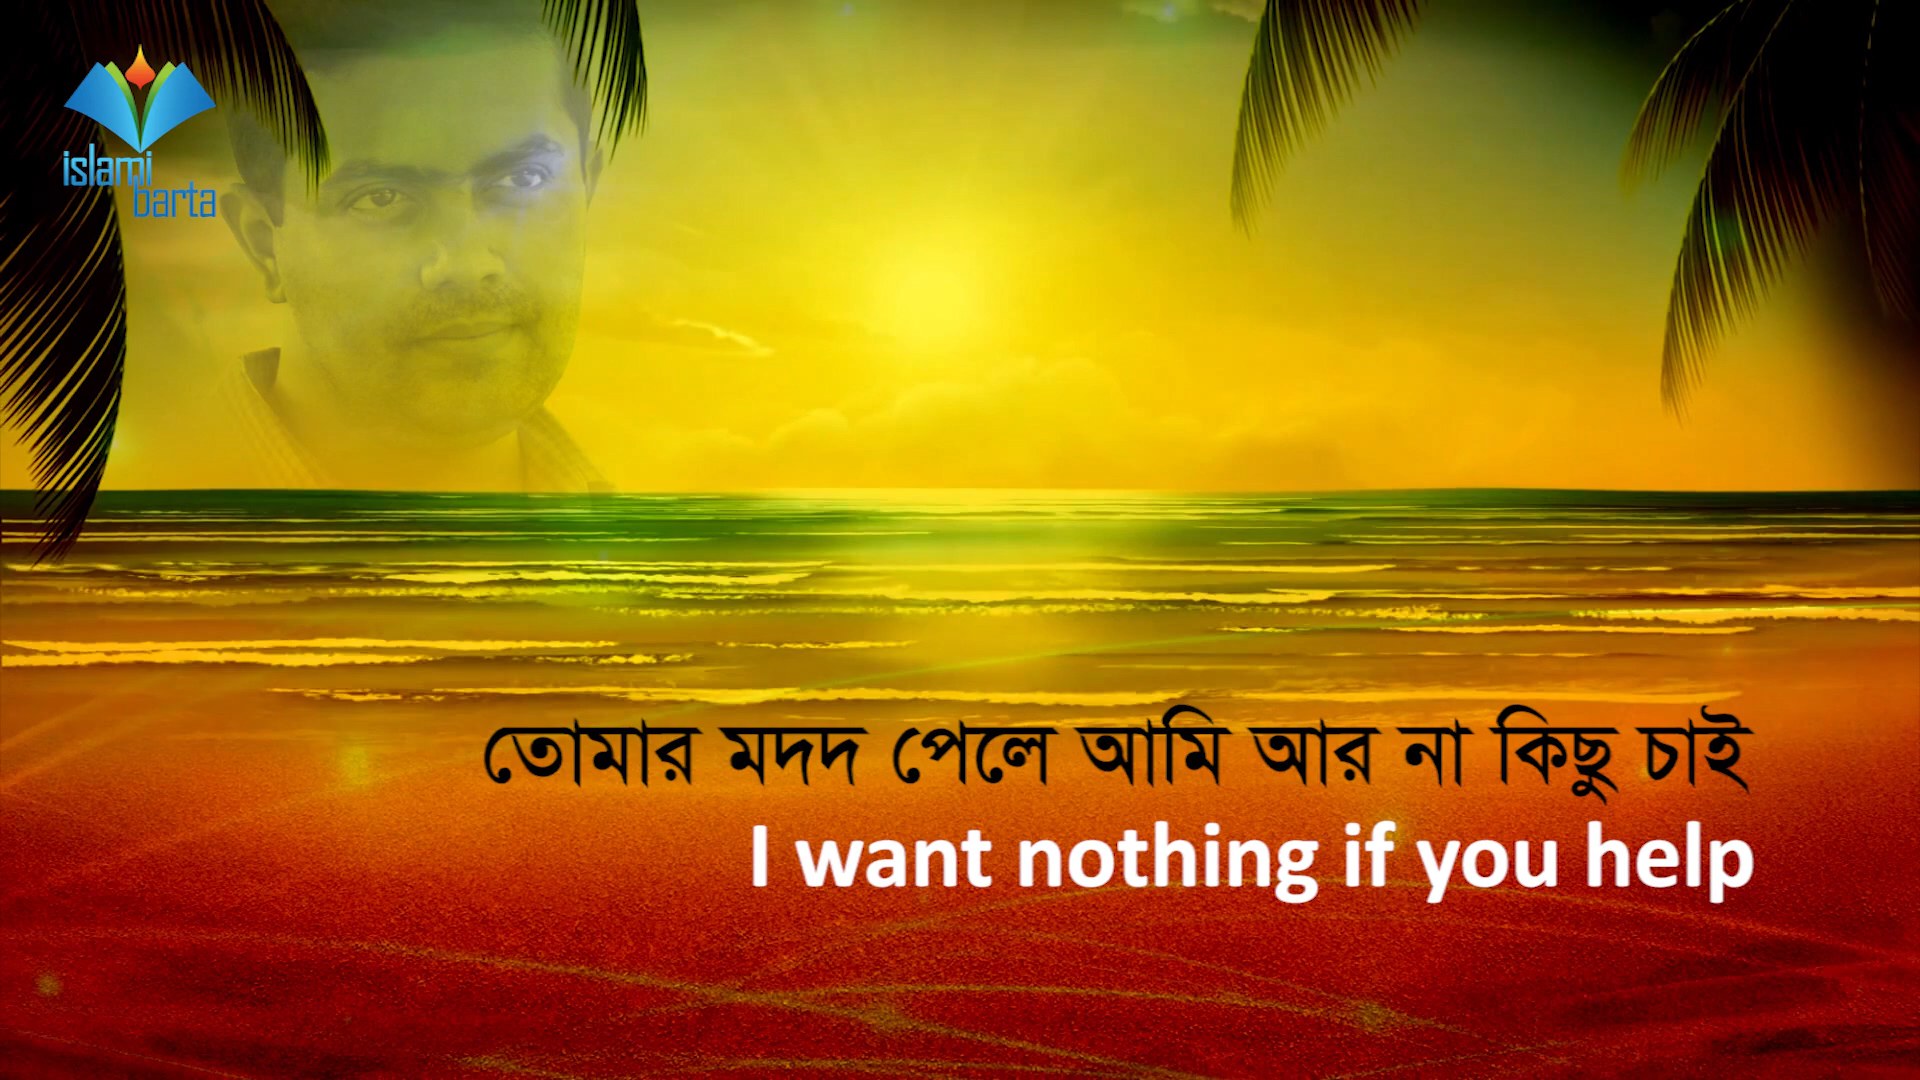 islami
barta
তোমার মদদ পেলে আমি আর না কিছু চাই
I want nothing if you help